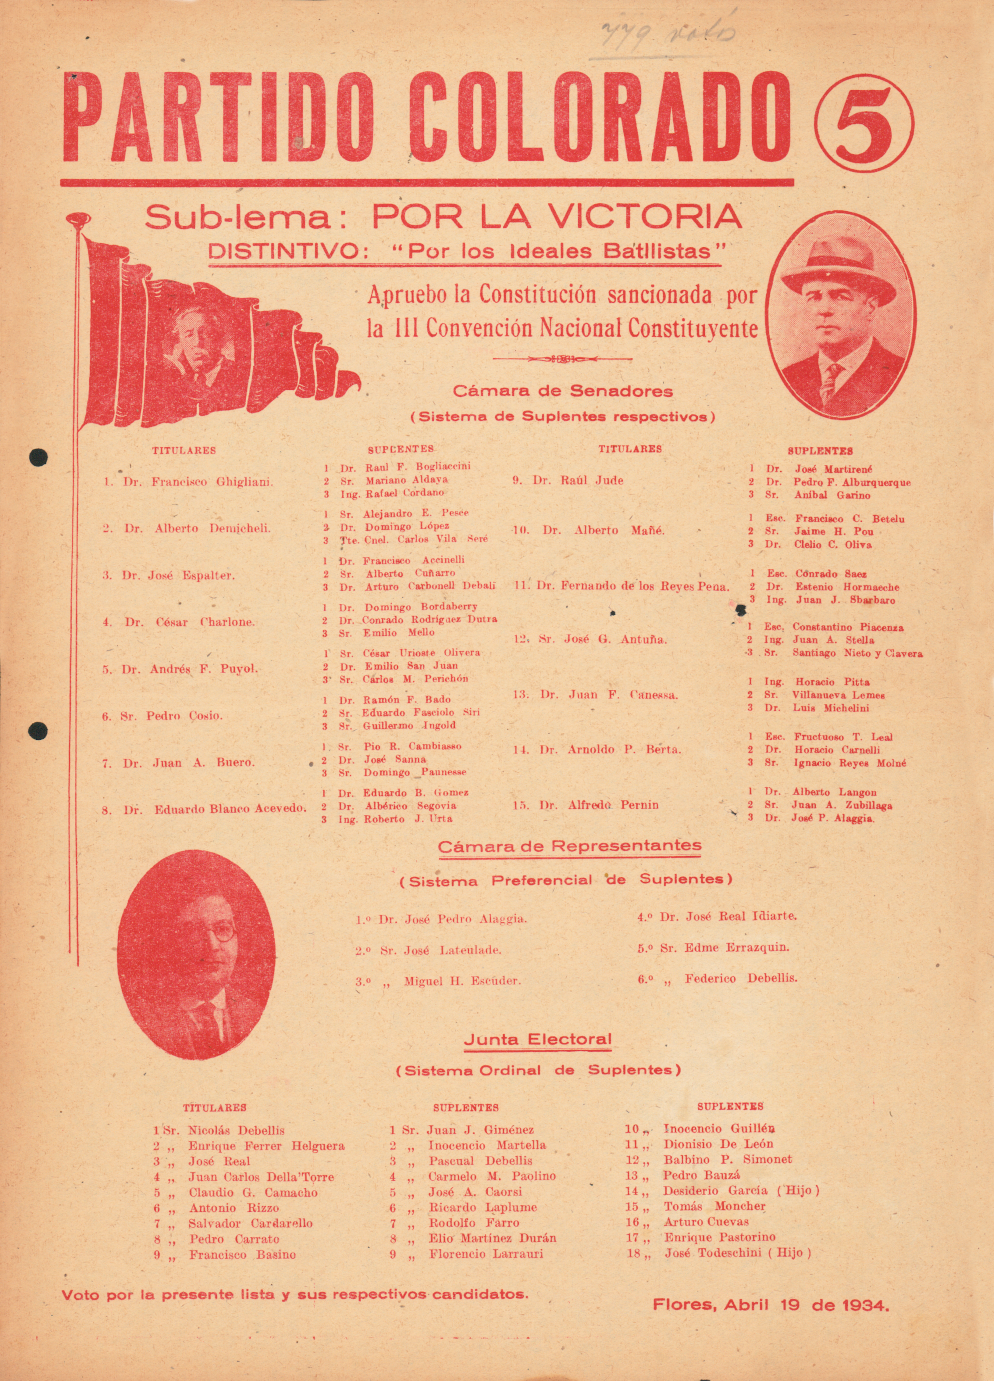 779 votos
PARTIDO COLORADO 5
Sub-lema: POR LA VICTORIA
DISTINTIVO: "Por los Ideales Batllistas"
Apruebo la Constitución sancionada por
la III Convención Nacional Constituyente
Cámara de Senadores
(Sistema de Suplentes respectivos)
TITULARES
SUPCENTES
1. Dr. Francisco Ghigliani.
1 Dr. Raul F. Bogliaccini
2 Sr. Mariano Aldaya
3 Ing. Rafael Cordano
2. Dr. Alberto Demicheli.
1 Sr. Alejandro E. Pesce
2 Dr. Domingo López
3 Tte. Cnel. Carlos Vila Seré
3. Dr. José Espalter.
1 Dr. Francisco Accinelli
2 Sr. Alberto Cuñarro
3 Dr. Arturo Carbonell Debali
4. Dr. César Charlone.
1 Dr. Domingo Bordaberry
2 Dr. Conrado Rodríguez Dutra
3 Sr. Emilio Mello
5. Dr. Andrés F. Puyol.
1 Sr. César Urioste Olivera
2 Dr. Emilio San Juan
3 Sr. Cárlos M. Perichón
6. Sr. Pedro Cosio.
1 Dr. Ramón F. Bado
2 Sr. Eduardo Fasciolo Siri
3 Sr. Guillermo Ingold
7. Dr. Juan A. Buero.
1 Sr. Pio R. Cambiasso
2 Dr. José Sanna
3 Sr. Domingo Paunesse
8. Dr. Eduardo Blanco Acevedo.
1 Dr. Eduardo B. Gomez
2 Dr. Albérico Segovia
3 Ing. Roberto J. Urta
TITULARES
SUPLENTES
9. Dr. Raúl Jude
1 Dr. José Martirené
2 Dr. Pedro F. Alburquerque
3 Sr. Aníbal Garino
10. Dr. Alberto Mañé.
1 Esc. Francisco C. Betelu
2 Sr. Jaime H. Pou
3 Dr. Clelio C. Oliva
11. Dr. Fernando de los Reyes Pena.
1 Esc. Conrado Saez
2 Dr. Estenio Hormaeche
3 Ing. Juan J. Sbarbaro
12. Sr. José G. Antuña.
1 Esc. Constantino Piacenza
2 Ing. Juan A. Stella
3 Sr. Santiago Nieto y Clavera
13. Dr. Juan F. Canessa.
1 Ing. Horacio Pitta
2 Sr. Villanueva Lemes
3 Dr. Luis Michelini
14. Dr. Arnoldo P. Berta.
1 Esc. Fructuoso T. Leal
2 Dr. Horacio Carnelli
3 Sr. Ignacio Reyes Molné
15. Dr. Alfredo Pernin
1 Dr. Alberto Langon
2 Sr. Juan A. Zubillaga
3 Dr. José P. Alaggia.
Cámara de Representantes
(Sistema Preferencial de Suplentes)
1.º Dr. José Pedro Alaggia.
2.º Sr. José Lateulade.
3.º „ Miguel H. Escuder.
4.º Dr. José Real Idiarte.
5.º Sr. Edme Errazquin.
6.º „ Federico Debellis.
Junta Electoral
(Sistema Ordinal de Suplentes)
TITULARES
1 Sr. Nicolás Debellis
2 „ Enrique Ferrer Helguera
3 „ José Real
4 „ Juan Carlos Della Torre
5 „ Claudio G. Camacho
6 „ Antonio Rizzo
7 „ Salvador Cardarello
8 „ Pedro Carrato
9 „ Francisco Basino
SUPLENTES
1 Sr. Juan J. Giménez
2 „ Inocencio Martella
3 „ Pascual Debellis
4 „ Carmelo M. Paolino
5 „ José A. Caorsi
6 „ Ricardo Laplume
7 „ Rodolfo Farro
8 „ Elio Martínez Durán
9 „ Florencio Larrauri
SUPLENTES
10 „ Inocencio Guillén
11 „ Dionisio De León
12 „ Balbino P. Simonet
13 „ Pedro Bauzá
14 „ Desiderio García (Hijo)
15 „ Tomás Moncher
16 „ Arturo Cuevas
17 „ Enrique Pastorino
18 „ José Todeschini (Hijo)
Voto por la presente lista y sus respectivos candidatos.
Flores, Abril 19 de 1934.